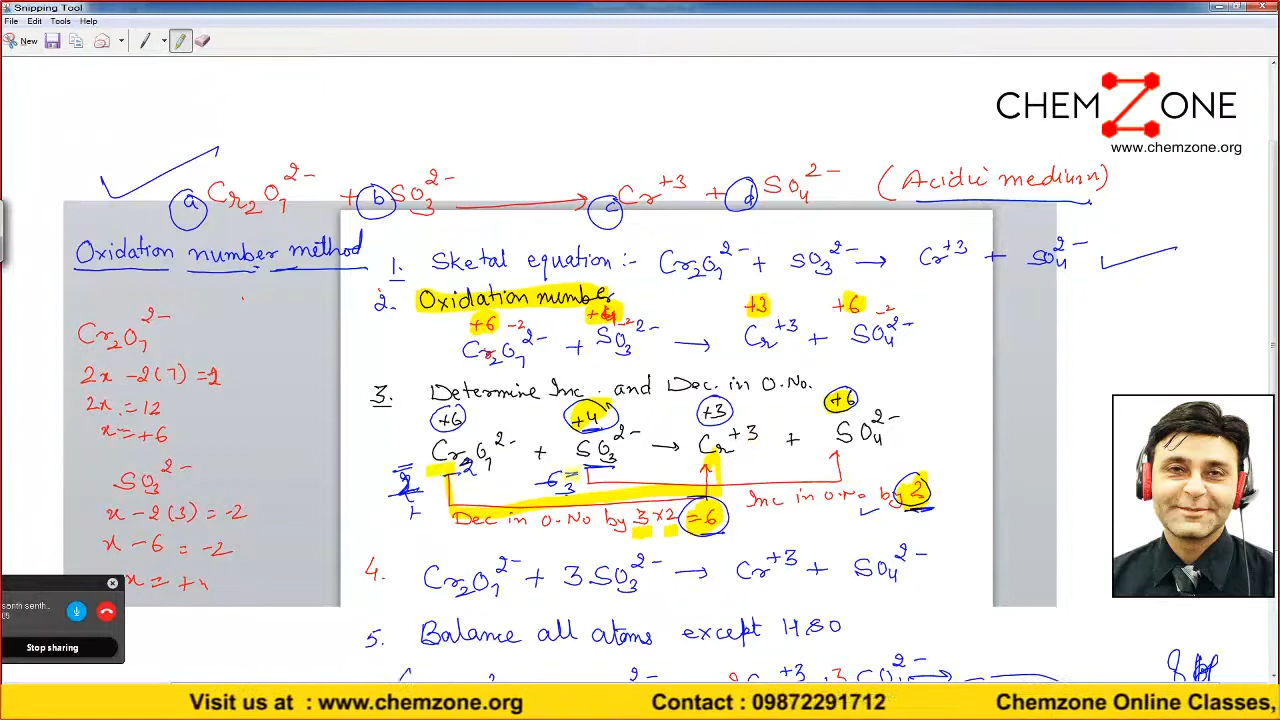 Snipping Tool
File Edit Tools Help
New
CHEMZONE
www.chemzone.org
a Cr2O7 2- + b SO3 2- → c Cr+3 + d SO4 2- (Acidic medium)
Oxidation number method
1. Sketal equation :- Cr2O7 2- + SO3 2- → Cr+3 + SO4 2-
2. Oxidation number
+6 -2 -2 +3 +6 -2
Cr2O7 2- + SO3 2- → Cr+3 + SO4 2-
Cr2O7 2-
2x -2(7) = 2
2x = 12
x = +6
SO3 2-
x -2(3) = -2
x -6 = -2
x = +4
3. Determine Inc. and Dec. in O.No.
+6 +4 +3 +6
Cr2O7 2- + SO3 2- → Cr+3 + SO4 2-
Inc in O.No by 2
Dec in O.No by 3×2 = 6
4. Cr2O7 2- + 3SO3 2- → Cr+3 + SO4 2-
5. Balance all atoms except H & O
santh senth...
05
Stop sharing
Visit us at : www.chemzone.org Contact : 09872291712 Chemzone Online Classes,